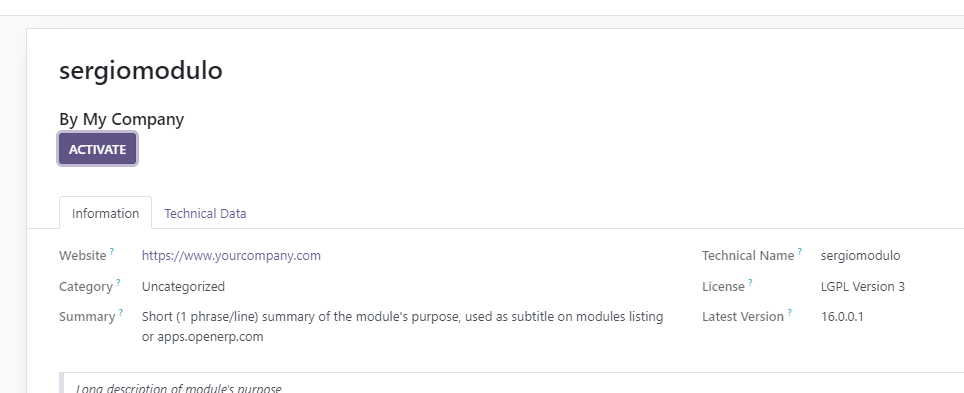 sergiomodulo
By My Company
ACTIVATE
Information Technical Data
Website ? https://www.yourcompany.com Technical Name ? sergiomodulo
Category ? Uncategorized License ? LGPL Version 3
Summary ? Short (1 phrase/line) summary of the module's purpose, used as subtitle on modules listing Latest Version ? 16.0.0.1
or apps.openerp.com
Long description of module's purpose